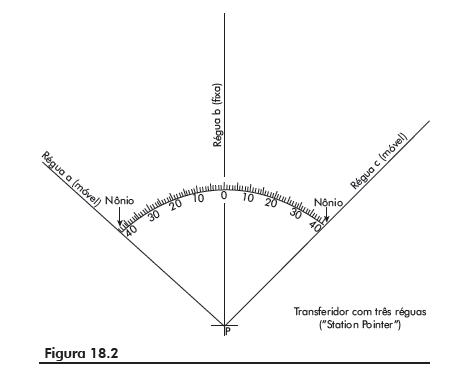 Régua b (fixa)
Régua a (móvel)
Régua c (móvel)
Nônio
Nônio
40 30 20 10 0 10 20 30 40
P
Transferidor com três réguas
(“Station Pointer”)
Figura 18.2